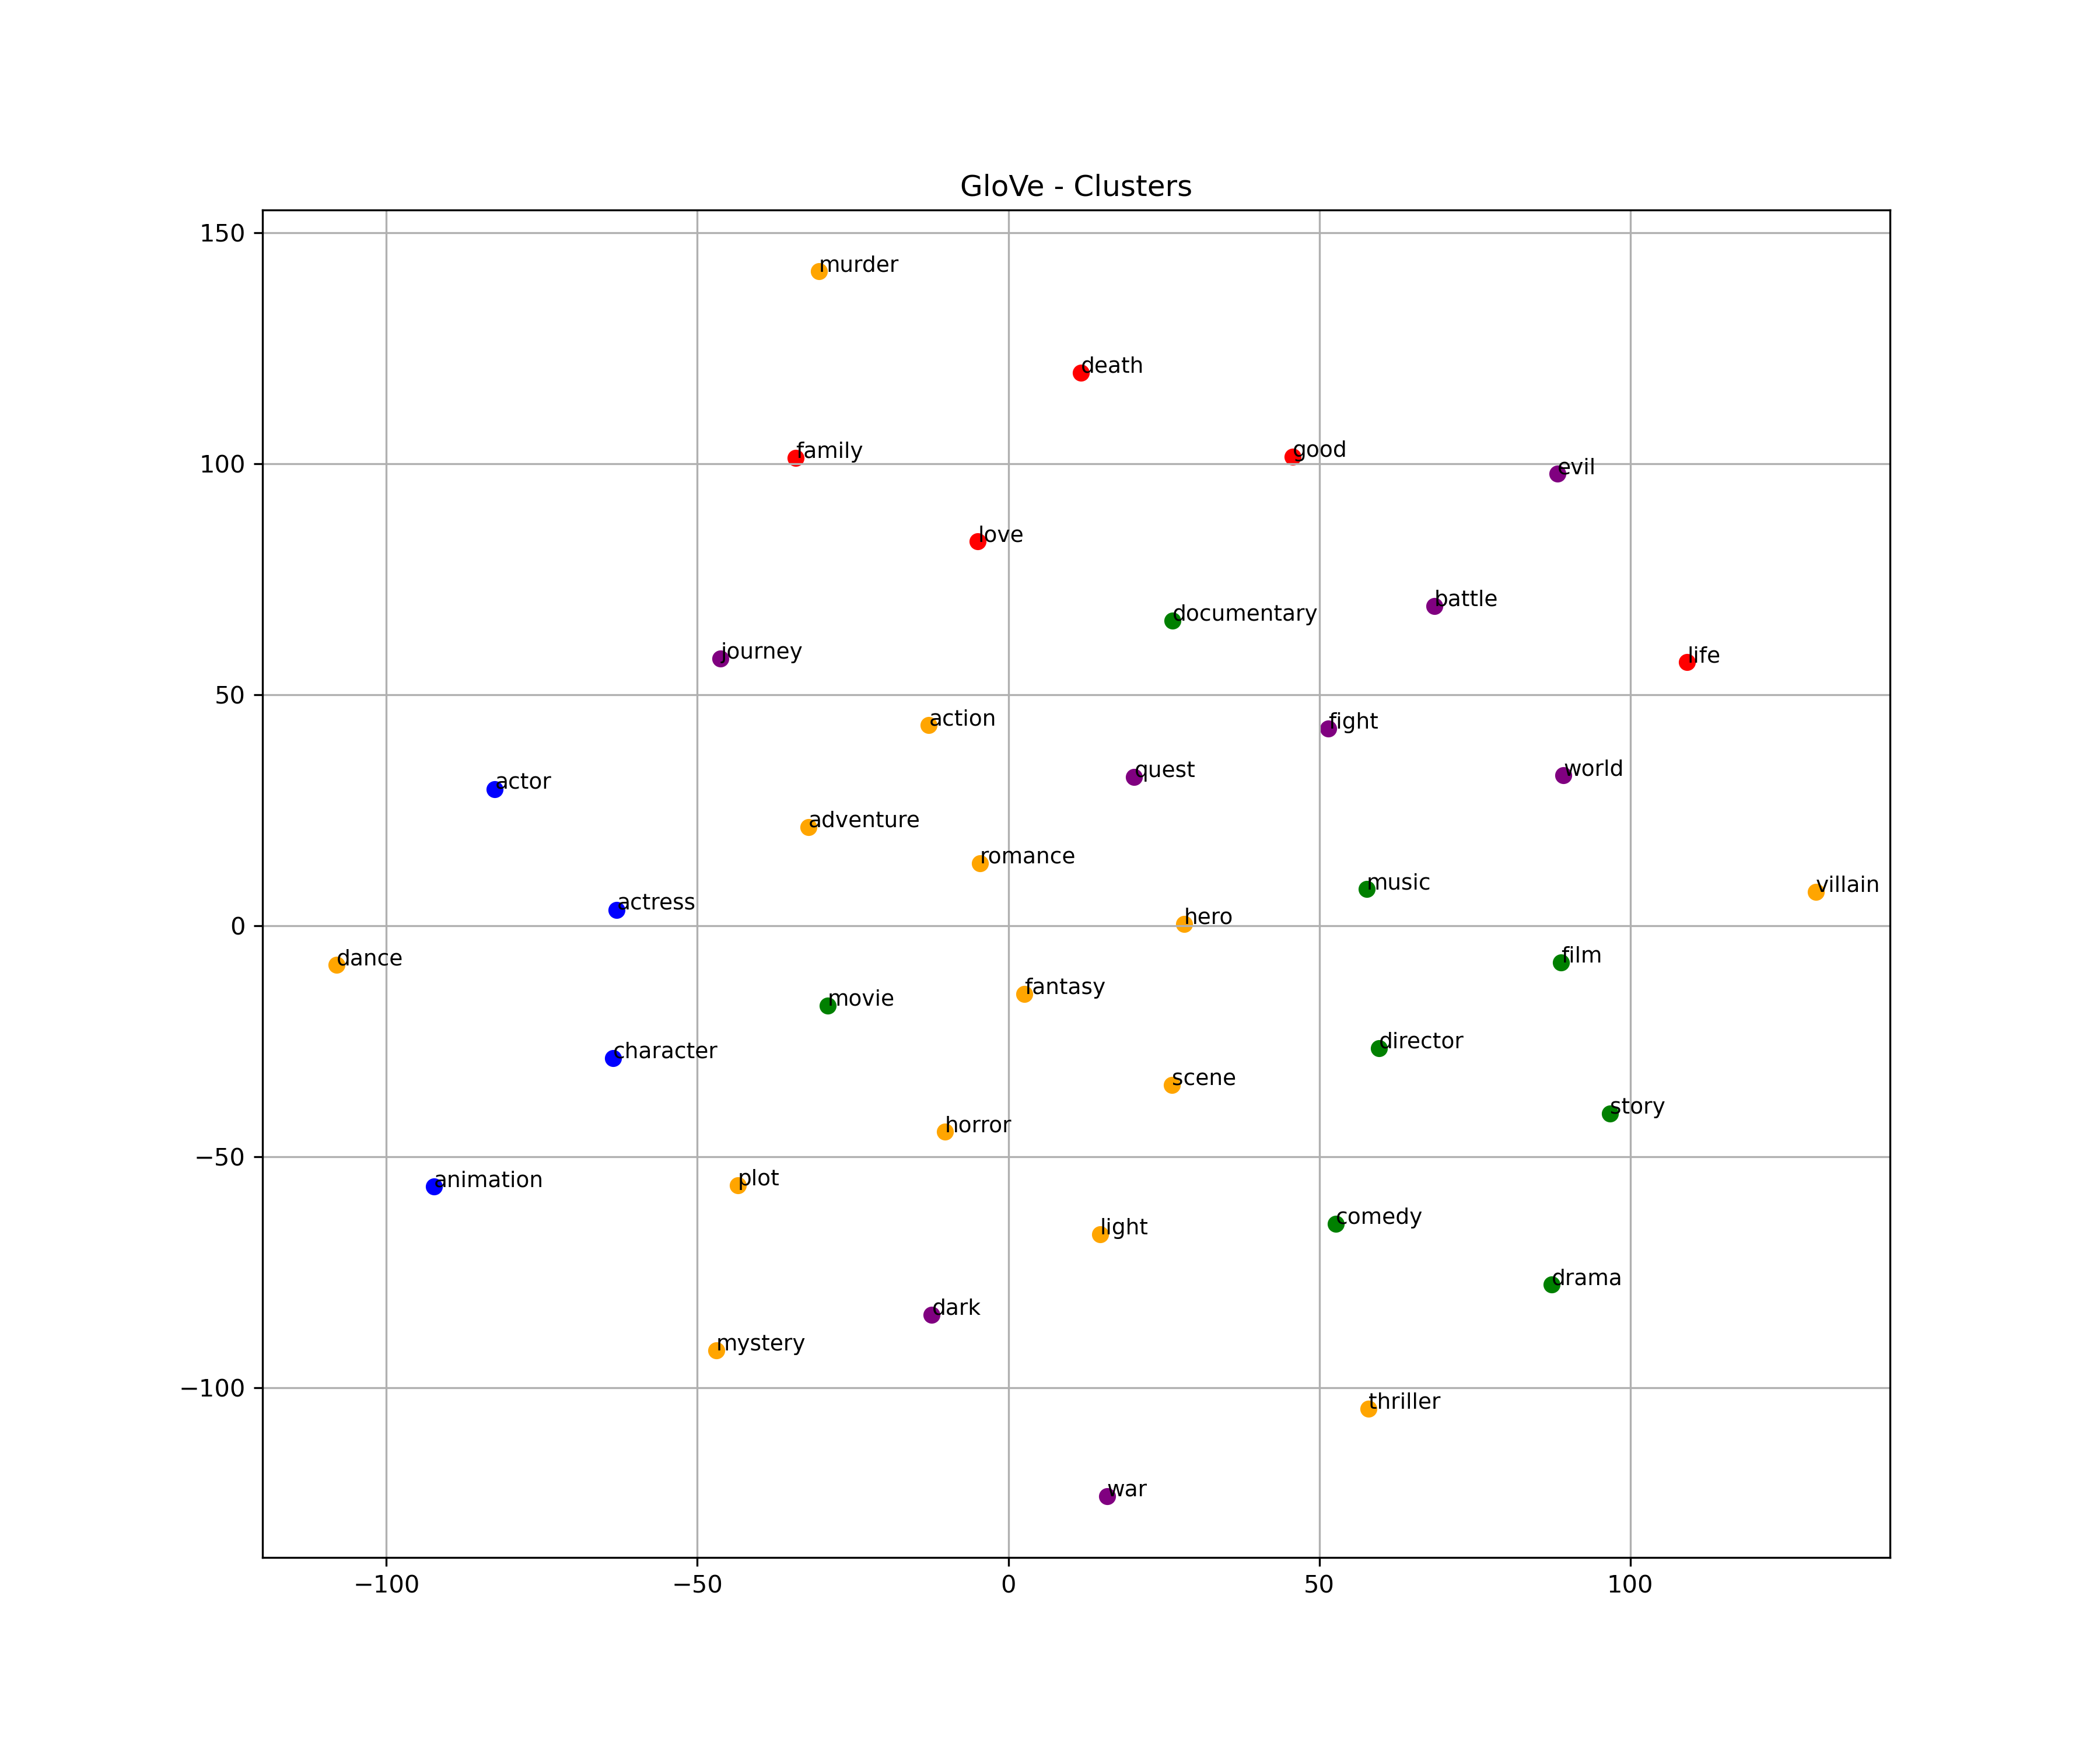 GloVe - Clusters
150
murder
death
family
good
evil
100
love
documentary
battle
journey
life
50
action
fight
quest
world
actor
adventure
romance
music
villain
actress
hero
0
dance
film
fantasy
movie
director
character
scene
story
horror
−50
plot
animation
comedy
light
drama
dark
mystery
−100
thriller
war
−100 −50 0 50 100